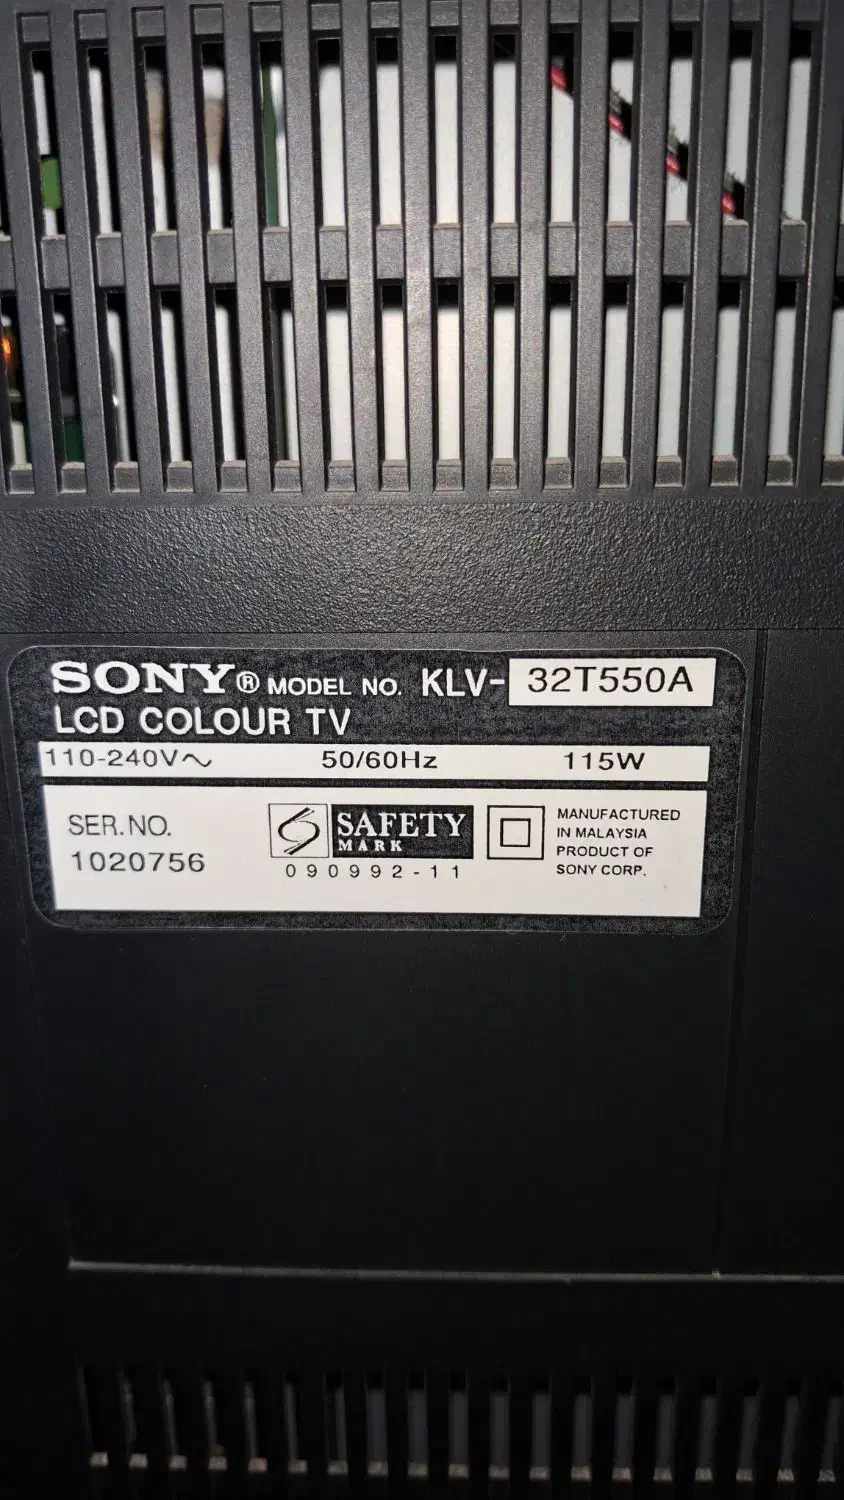 SONY® MODEL NO. KLV-32T550A
LCD COLOUR TV
110-240V~ 50/60Hz 115W
SER.NO.
1020756
SAFETY
MARK
090992-11
MANUFACTURED
IN MALAYSIA
PRODUCT OF
SONY CORP.